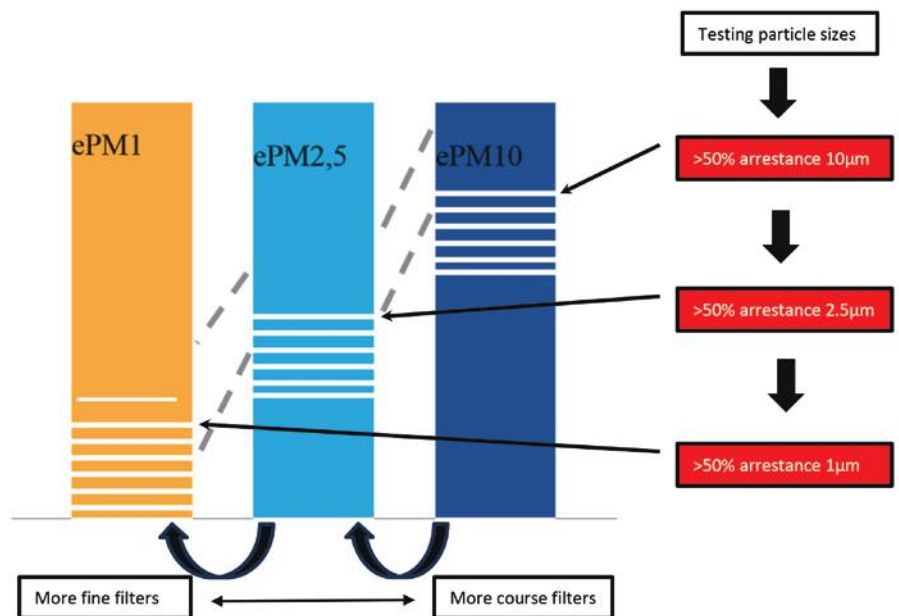 Testing particle sizes
ePM1
ePM2,5
ePM10
>50% arrestance 10µm
>50% arrestance 2.5µm
>50% arrestance 1µm
More fine filters
More course filters